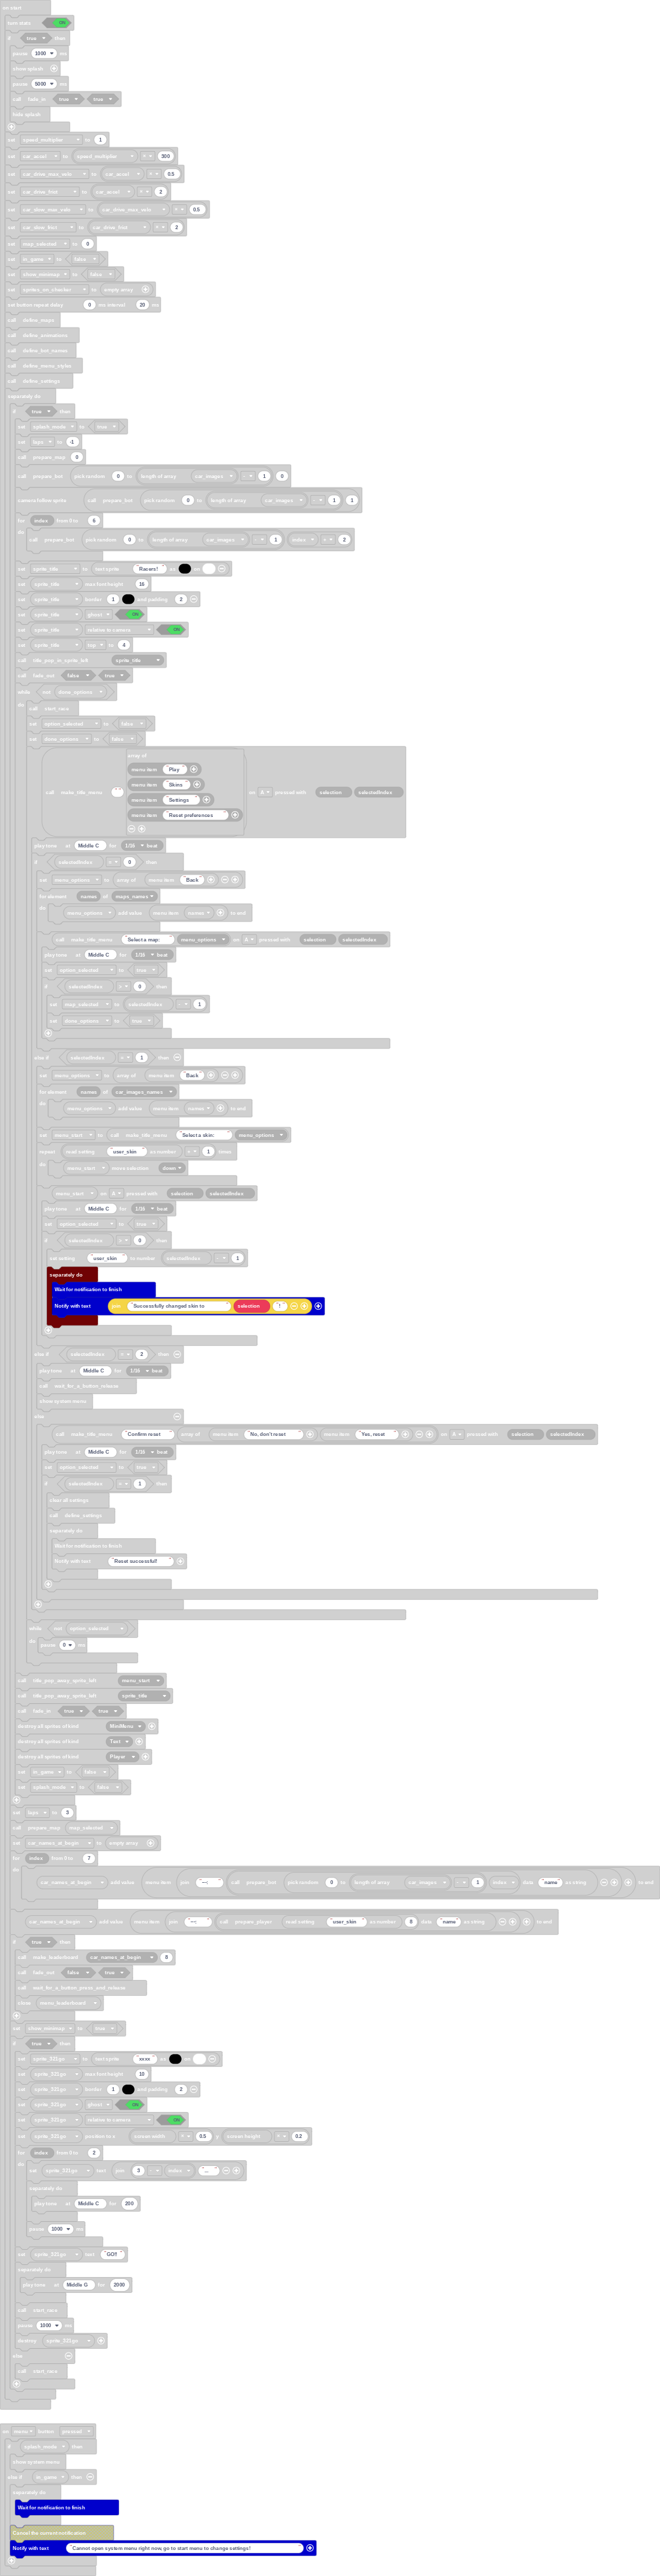 on start
turn stats ON
if true then
pause 1000 ms
show splash
pause 5000 ms
call fade_in true true
hide splash
set speed_multiplier to 1
set car_accel to speed_multiplier 300
set car_drive_max_velo to car_accel 0.5
set car_drive_frict to car_accel 2
set car_slow_max_velo to car_drive_max_velo 0.5
set car_slow_frict to car_drive_frict 2
set map_selected to 0
set in_game to false
set show_minimap to false
set sprites_on_checker to empty array
set button repeat delay 0 ms interval 20 ms
call define_maps
call define_animations
call define_bot_names
call define_menu_styles
call define_settings
separately do
if true then
set splash_mode to true
set laps to -1
call prepare_map 0
call prepare_bot pick random 0 to length of array car_images - 1 0
camera follow sprite call prepare_bot pick random 0 to length of array car_images - 1 1
for index from 0 to 6
do
call prepare_bot pick random 0 to length of array car_images - 1 index + 2
set sprite_title to text sprite "Racers!" as on
set sprite_title max font height 15
set sprite_title border 1 and padding 2
set sprite_title ghost ON
set sprite_title relative to camera ON
set sprite_title top to 4
call title_pop_in_sprite_left sprite_title
call fade_out false true
while not done_options
do
call start_race
set option_selected to false
set done_options to false
array of
menu item "Play"
menu item "Skins"
call make_title_menu "" on A pressed with selection selectedIndex
menu item "Settings"
menu item "Reset preferences"
play tone at Middle C for 1/16 beat
if selectedIndex = 0 then
set menu_options to array of menu item "Back"
for element names of maps_names
do
menu_options add value menu item names to end
call make_title_menu "Select a map:" menu_options on A pressed with selection selectedIndex
play tone at Middle C for 1/16 beat
set option_selected to true
if selectedIndex > 0 then
set map_selected to selectedIndex - 1
set done_options to true
else if selectedIndex = 1 then
set menu_options to array of menu item "Back"
for element names of car_images_names
do
menu_options add value menu item names to end
set menu_start to call make_title_menu "Select a skin:" menu_options
repeat read setting "user_skin" as number + 1 times
do
menu_start move selection down
menu_start on A pressed with selection selectedIndex
play tone at Middle C for 1/16 beat
set option_selected to true
if selectedIndex > 0 then
set setting "user_skin" to number selectedIndex - 1
separately do
Wait for notification to finish
Notify with text join "Successfully changed skin to " selection "!"
else if selectedIndex = 2 then
play tone at Middle C for 1/16 beat
call wait_for_a_button_release
show system menu
else
call make_title_menu "Confirm reset" array of menu item "No, don't reset" menu item "Yes, reset" on A pressed with selection selectedIndex
play tone at Middle C for 1/16 beat
set option_selected to true
if selectedIndex = 1 then
clear all settings
call define_settings
separately do
Wait for notification to finish
Notify with text "Reset successful!"
while not option_selected
do
pause 0 ms
call title_pop_away_sprite_left menu_start
call title_pop_away_sprite_left sprite_title
call fade_in true true
destroy all sprites of kind MiniMenu
destroy all sprites of kind Text
destroy all sprites of kind Player
set in_game to false
set splash_mode to false
set laps to 3
call prepare_map map_selected
set car_names_at_begin to empty array
for index from 0 to 7
do
car_names_at_begin add value menu item join "--: " call prepare_bot pick random 0 to length of array car_images - 1 index data "name" as string to end
car_names_at_begin add value menu item join "--: " call prepare_player read setting "user_skin" as number 8 data "name" as string to end
if true then
call make_leaderboard car_names_at_begin 8
call fade_out false true
call wait_for_a_button_press_and_release
close menu_leaderboard
set show_minimap to true
if true then
set sprite_321go to text sprite "xxxx" as on
set sprite_321go max font height 10
set sprite_321go border 1 and padding 2
set sprite_321go ghost ON
set sprite_321go relative to camera ON
set sprite_321go position to x screen width 0.5 y screen height 0.2
for index from 0 to 2
do
set sprite_321go text join 3 - index "..."
separately do
play tone at Middle C for 200
pause 1000 ms
set sprite_321go text "GO!!"
separately do
play tone at Middle G for 2000
call start_race
pause 1000 ms
destroy sprite_321go
else
call start_race
on menu button pressed
if splash_mode then
show system menu
else if in_game then
separately do
Wait for notification to finish
Cancel the current notification
Notify with text "Cannot open system menu right now, go to start menu to change settings!"